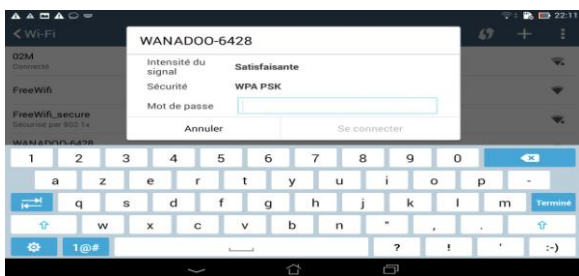 22:11
Wi-Fi
WANADOO-6428
02M
Connecté
Intensité du signal
Satisfaisante
FreeWifi
Sécurité
WPA PSK
Mot de passe
FreeWifi_secure
Sécurisé par 802.1x
Annuler
Se connecter
WANADOO-6428
1 2 3 4 5 6 7 8 9 0
a z e r t y u i o p -
q s d f g h j k l m Terminé
w x c v b n " , .
1@# ? ! ' :-)